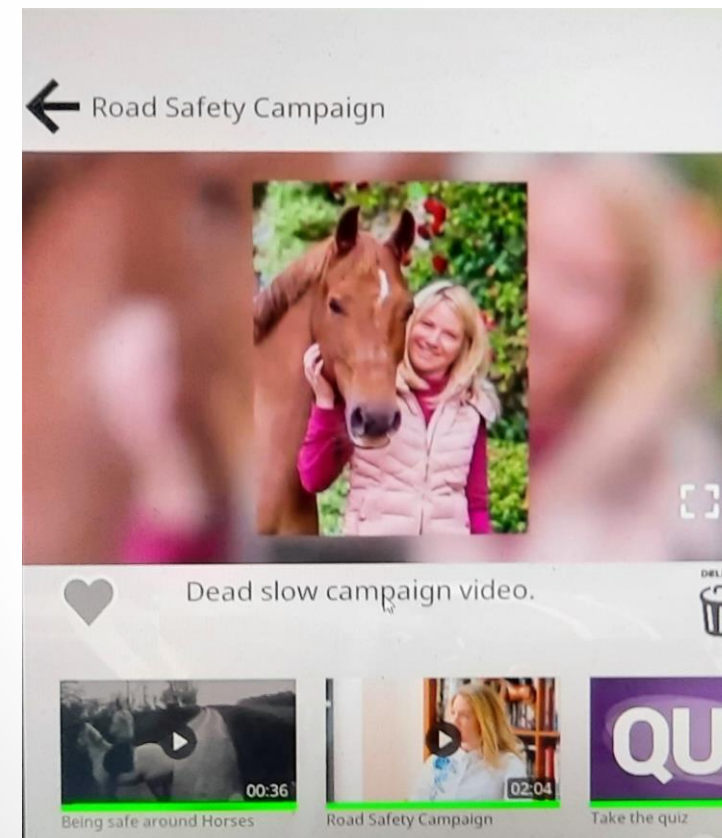 Road Safety Campaign
Dead slow campaign video.
00:36
02:04
QU
Being safe around Horses
Road Safety Campaign
Take the quiz